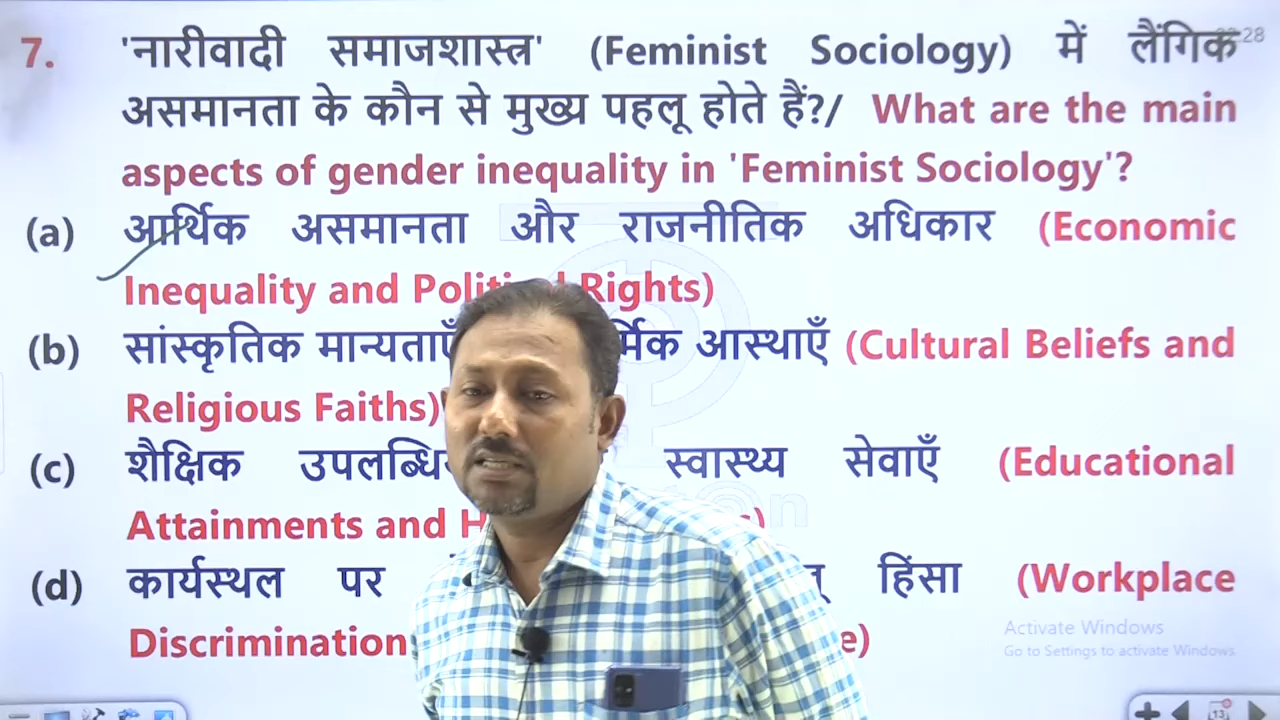 7. 'नारीवादी समाजशास्त्र' (Feminist Sociology) में लैंगिक
असमानता के कौन से मुख्य पहलू होते हैं?/ What are the main
aspects of gender inequality in 'Feminist Sociology'?
(a) आर्थिक असमानता और राजनीतिक अधिकार (Economic
Inequality and Rights)
(b) सांस्कृतिक मान्यताएँ आस्थाएँ (Cultural Beliefs and
Religious Faiths)
(c) शैक्षिक स्वास्थ्य सेवाएँ (Educational
Attainments and
(d) कार्यस्थल पर हिंसा (Workplace
Discrimination
Activate Windows
Go to Settings to activate Windows.